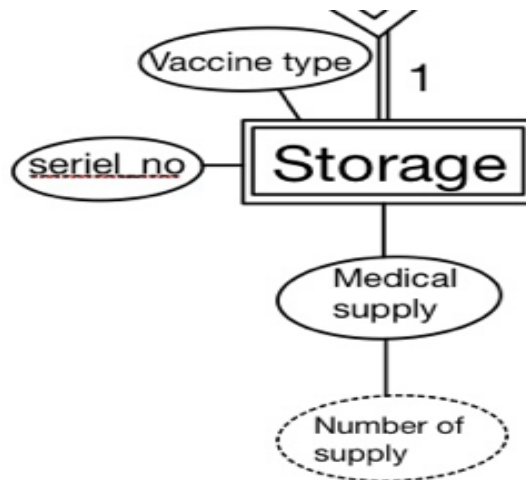 Vaccine type
1
seriel_no
Storage
Medical
supply
Number of
supply